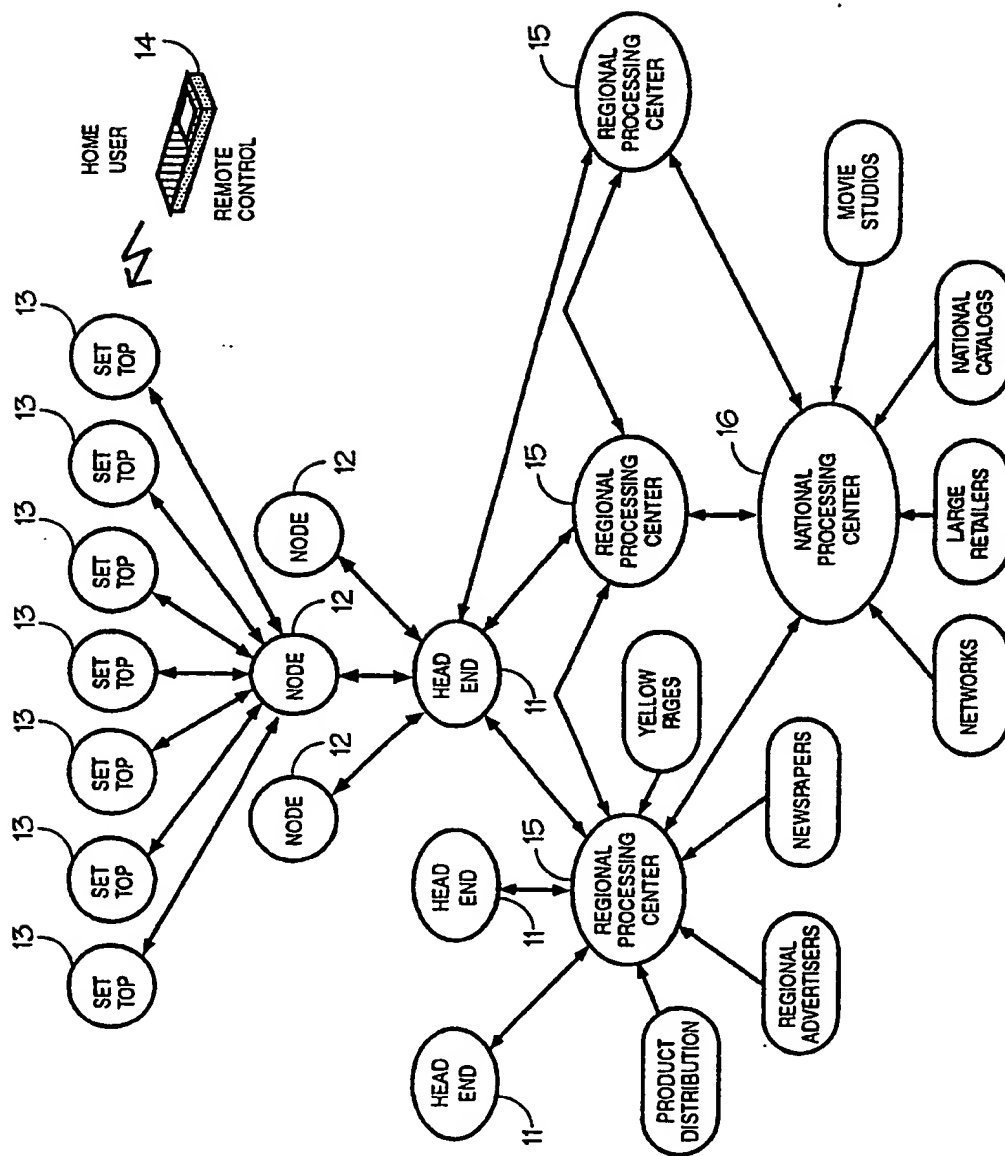 HOME
USER
14
REMOTE
CONTROL
13
SET
TOP
13
SET
TOP
13
SET
TOP
13
SET
TOP
13
SET
TOP
13
SET
TOP
13
SET
TOP
12
NODE
12
NODE
12
NODE
HEAD
END
11
HEAD
END
11
HEAD
END
11
15
REGIONAL
PROCESSING
CENTER
15
REGIONAL
PROCESSING
CENTER
15
REGIONAL
PROCESSING
CENTER
YELLOW
PAGES
PRODUCT
DISTRIBUTION
REGIONAL
ADVERTISERS
NEWSPAPERS
16
NATIONAL
PROCESSING
CENTER
NETWORKS
LARGE
RETAILERS
NATIONAL
CATALOGS
MOVIE
STUDIOS